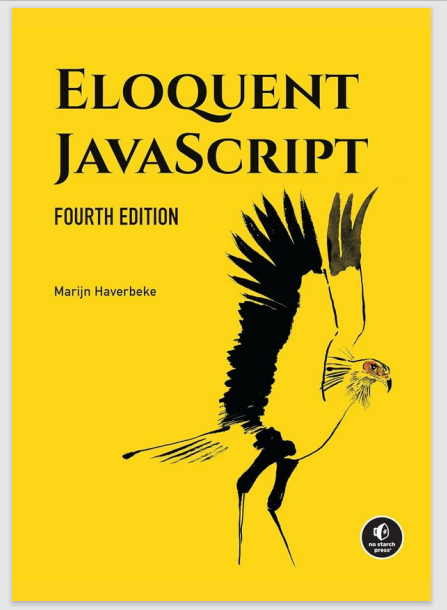 ELOQUENT
JAVASCRIPT
FOURTH EDITION
Marijn Haverbeke
no starch
press®